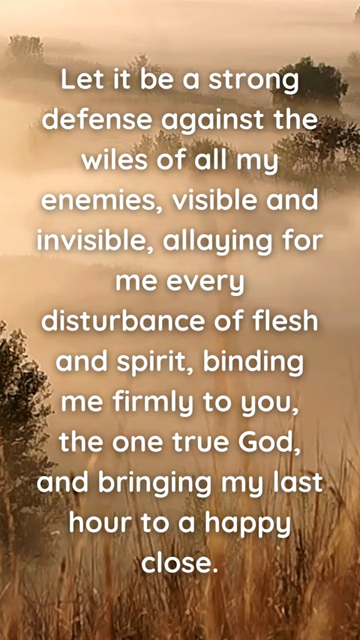 Let it be a strong
defense against the
wiles of all my
enemies, visible and
invisible, allaying for
me every
disturbance of flesh
and spirit, binding
me firmly to you,
the one true God,
and bringing my last
hour to a happy
close.